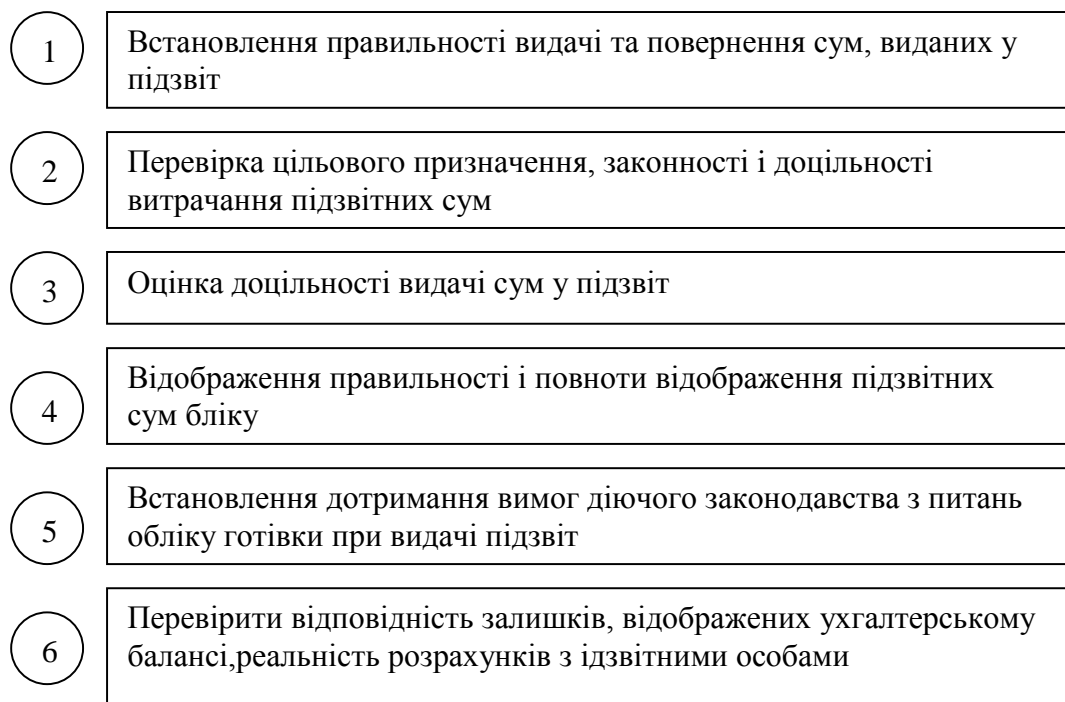 1
Встановлення правильності видачі та повернення сум, виданих у
підзвіт
2
Перевірка цільового призначення, законності і доцільності
витрачання підзвітних сум
3
Оцінка доцільності видачі сум у підзвіт
4
Відображення правильності і повноти відображення підзвітних
сум бліку
5
Встановлення дотримання вимог діючого законодавства з питань
обліку готівки при видачі підзвіт
6
Перевірити відповідність залишків, відображених ухгалтерському
балансі,реальність розрахунків з ідзвітними особами